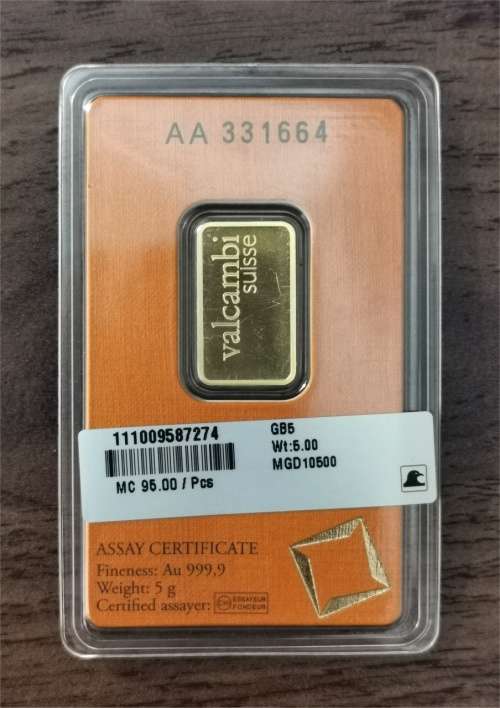 AA 331664
valcambi
suisse
111009587274
MC 95.00 / Pcs
GB5
Wt:5.00
MGD10500
ASSAY CERTIFICATE
Fineness: Au 999,9
Weight: 5 g
Certified assayer:
ESSAYEUR
FONDEUR